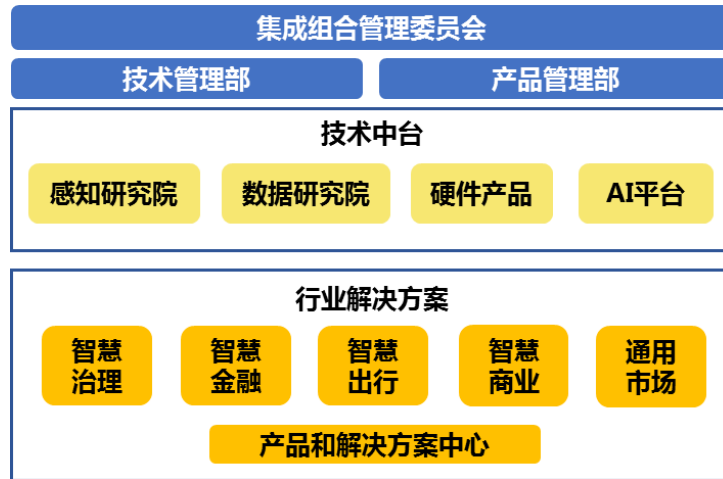 集成组合管理委员会
技术管理部 产品管理部
技术中台
感知研究院 数据研究院 硬件产品 AI平台
行业解决方案
智慧 智慧 智慧 智慧 通用
治理 金融 出行 商业 市场
产品和解决方案中心